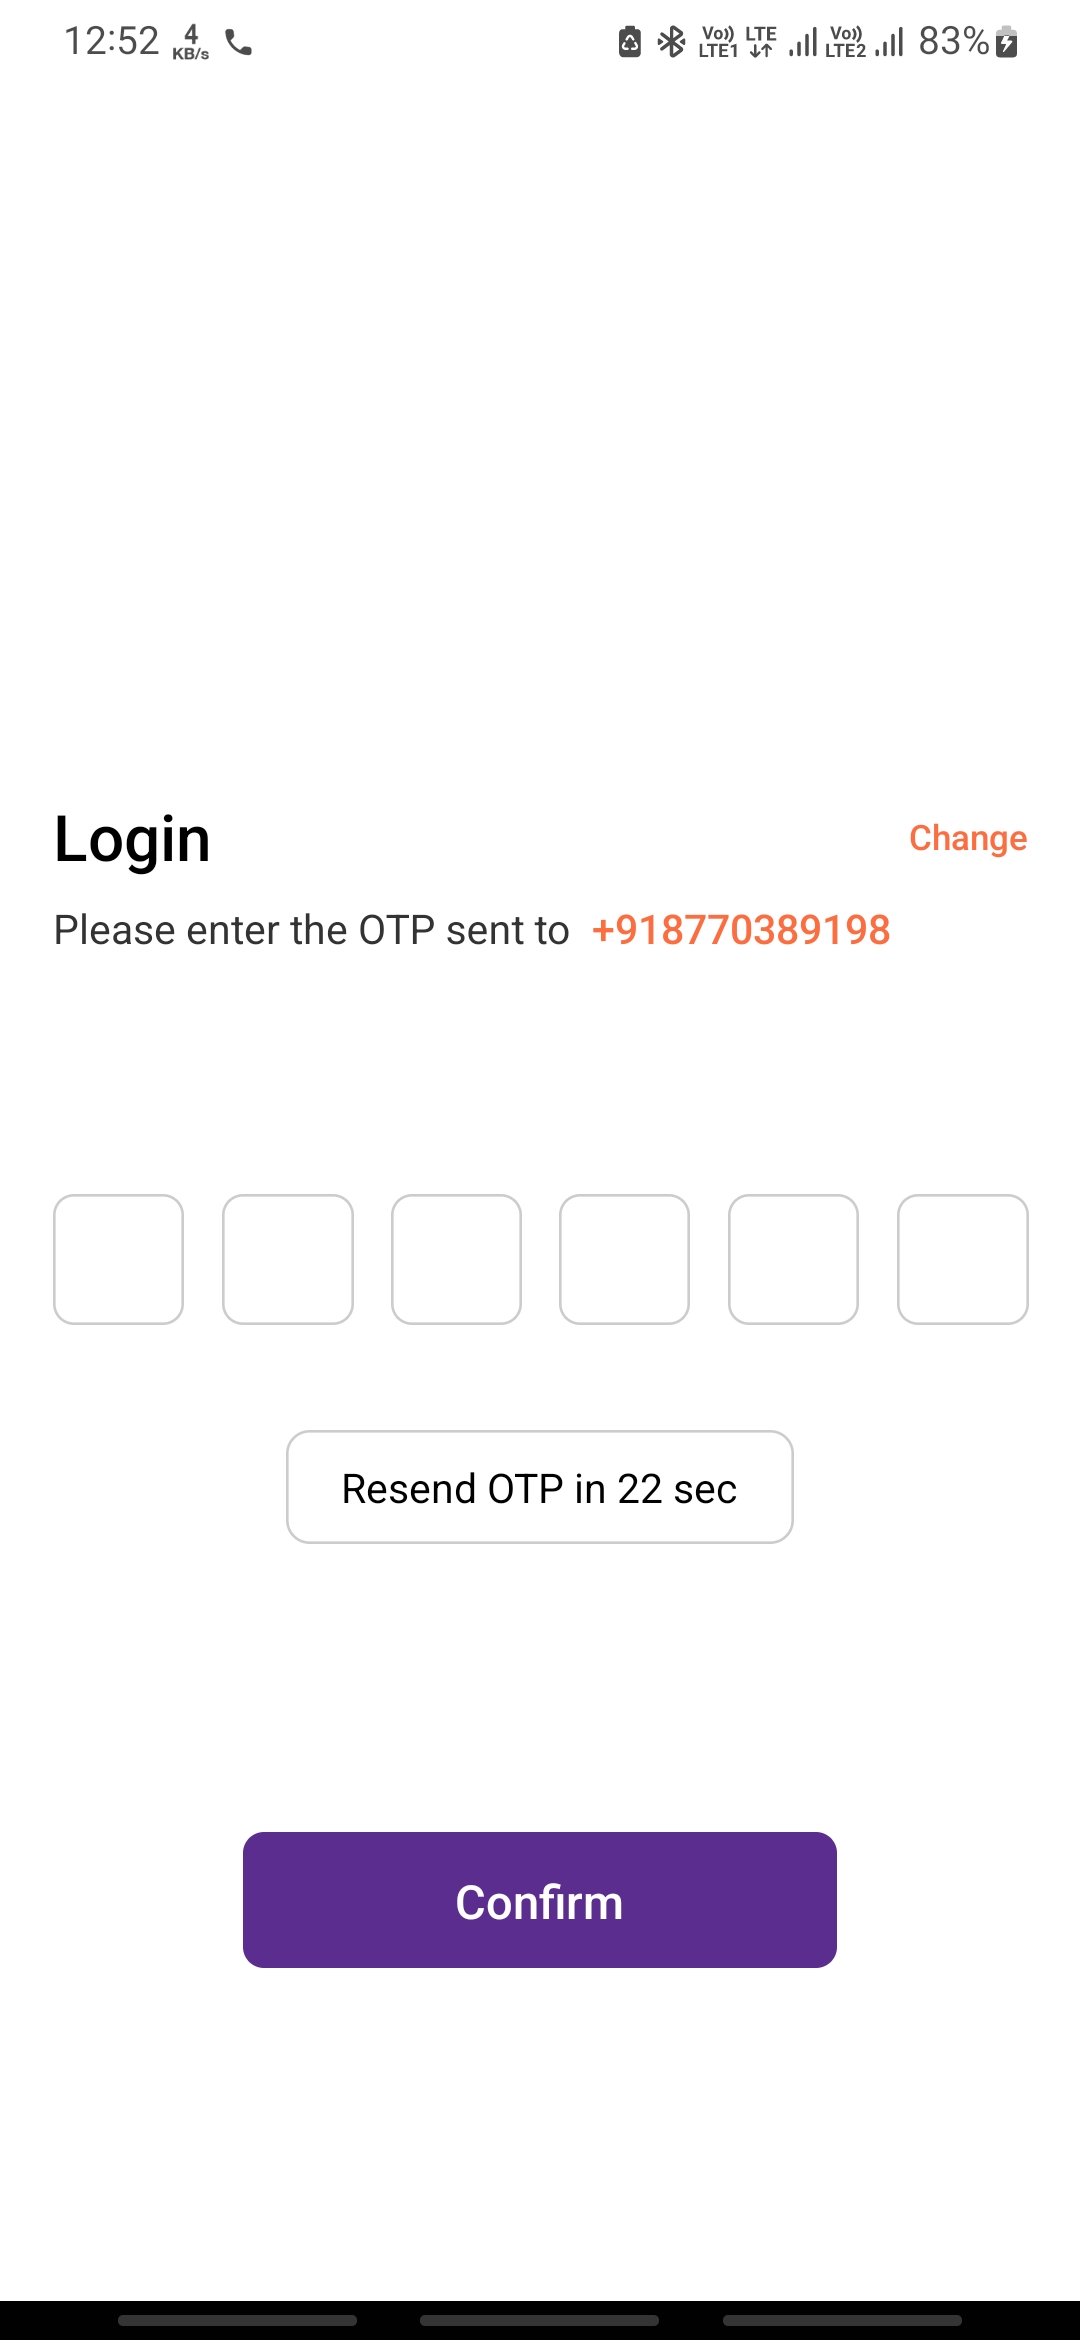 12:52 4 KB/s Vo)) LTE1 LTE Vo)) LTE2 83%
Login
Change
Please enter the OTP sent to +918770389198
Resend OTP in 22 sec
Confirm